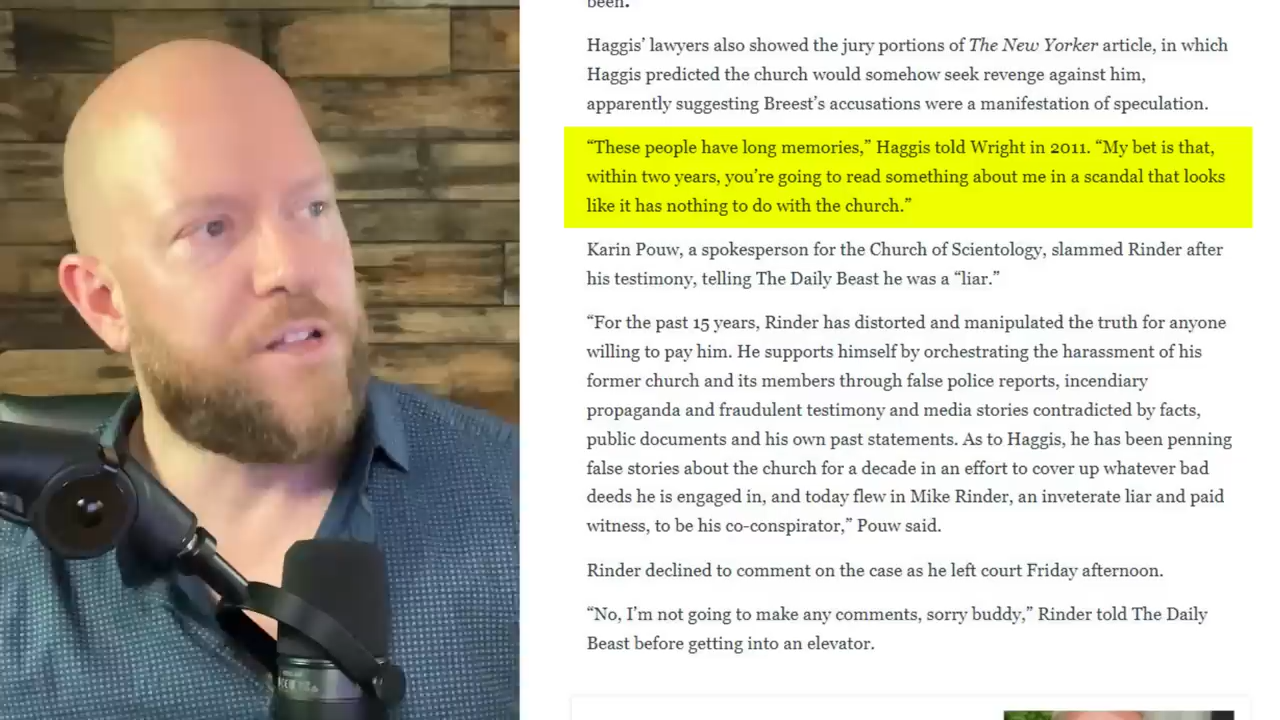 been.
Haggis’ lawyers also showed the jury portions of The New Yorker article, in which
Haggis predicted the church would somehow seek revenge against him,
apparently suggesting Breest’s accusations were a manifestation of speculation.
“These people have long memories,” Haggis told Wright in 2011. “My bet is that,
within two years, you’re going to read something about me in a scandal that looks
like it has nothing to do with the church.”
Karin Pouw, a spokesperson for the Church of Scientology, slammed Rinder after
his testimony, telling The Daily Beast he was a “liar.”
“For the past 15 years, Rinder has distorted and manipulated the truth for anyone
willing to pay him. He supports himself by orchestrating the harassment of his
former church and its members through false police reports, incendiary
propaganda and fraudulent testimony and media stories contradicted by facts,
public documents and his own past statements. As to Haggis, he has been penning
false stories about the church for a decade in an effort to cover up whatever bad
deeds he is engaged in, and today flew in Mike Rinder, an inveterate liar and paid
witness, to be his co-conspirator,” Pouw said.
Rinder declined to comment on the case as he left court Friday afternoon.
“No, I’m not going to make any comments, sorry buddy,” Rinder told The Daily
Beast before getting into an elevator.